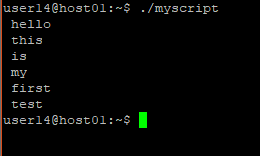 user14@host01:~$ ./myscript
hello
this
is
my
first
test
user14@host01:~$